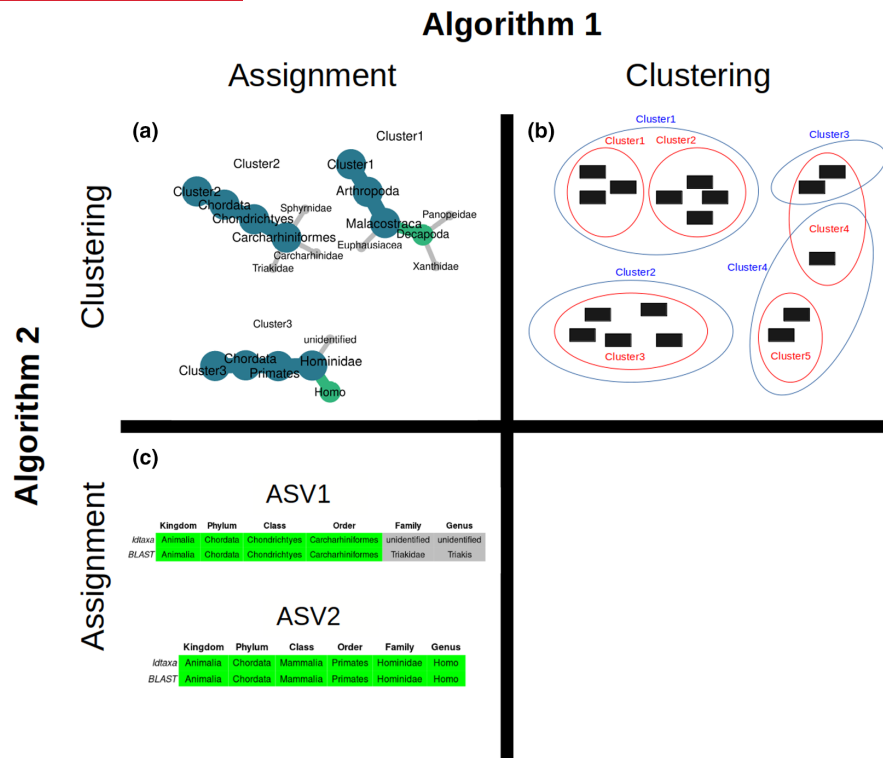 Algorithm 1
Assignment
Clustering
Algorithm 2
Clustering
Assignment
(a)
Cluster1
Cluster2
Cluster1
Cluster2
Arthropoda
Chordata
Sphyrnidae
Chondrichtyes
Malacostraca
Panopeidae
Carcharhiniformes
Decapoda
Euphausiacea
Carcharhinidae
Triakidae
Xanthidae
Cluster3
unidentified
Chordata
Hominidae
Cluster3
Primates
Homo
(b)
Cluster1
Cluster3
Cluster1
Cluster2
Cluster4
Cluster4
Cluster2
Cluster3
Cluster5
(c)
ASV1
Kingdom Phylum Class Order Family Genus
Idtaxa Animalia Chordata Chondrichtyes Carcharhiniformes unidentified unidentified
BLAST Animalia Chordata Chondrichtyes Carcharhiniformes Triakidae Triakis
ASV2
Kingdom Phylum Class Order Family Genus
Idtaxa Animalia Chordata Mammalia Primates Hominidae Homo
BLAST Animalia Chordata Mammalia Primates Hominidae Homo